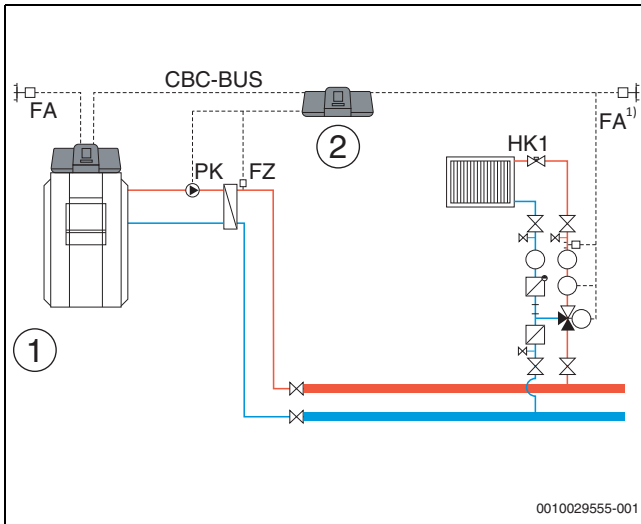 CBC-BUS
FA
FA1)
2
PK
FZ
HK1
1
0010029555-001